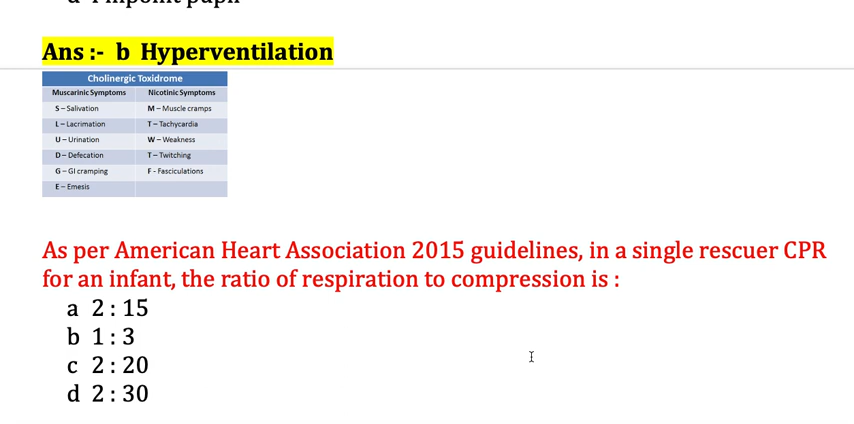 Ans :-  b  Hyperventilation
Cholinergic Toxidrome
Muscarinic Symptoms Nicotinic Symptoms
S – Salivation M – Muscle cramps
L – Lacrimation T – Tachycardia
U – Urination W – Weakness
D – Defecation T – Twitching
G – GI cramping F - Fasciculations
E – Emesis
As per American Heart Association 2015 guidelines, in a single rescuer CPR
for an infant, the ratio of respiration to compression is :
a 2 : 15
b 1 : 3
c 2 : 20
d 2 : 30